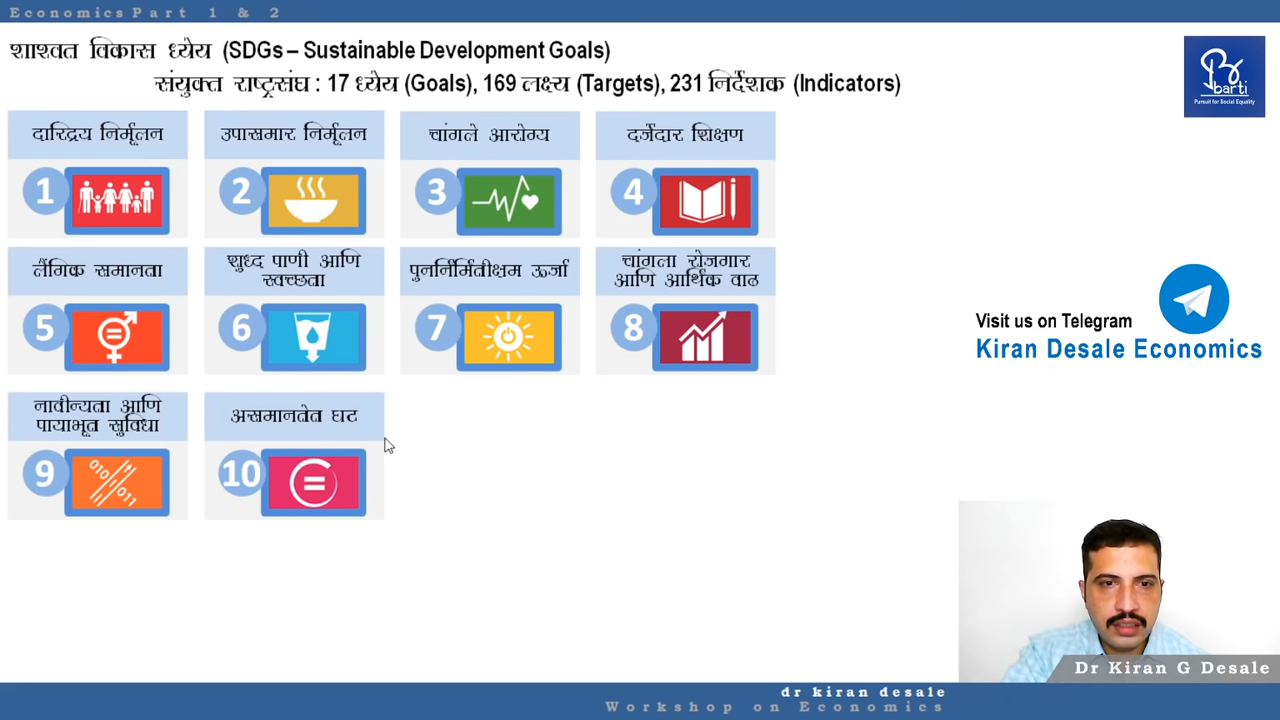 Economics Part 1 & 2
शाश्वत विकास ध्येय (SDGs – Sustainable Development Goals)
संयुक्त राष्ट्रसंघ : 17 ध्येय (Goals), 169 लक्ष्य (Targets), 231 निर्देशक (Indicators)
barti
Pursuit for Social Equality
दारिद्रय निर्मूलन
उपासमार निर्मूलन
चांगले आरोग्य
दर्जेदार शिक्षण
1
2
3
4
लैंगिक समानता
शुध्द पाणी आणि
स्वच्छता
पुनर्निर्मितीक्षम ऊर्जा
चांगला रोजगार
आणि आर्थिक वाढ
5
6
7
8
Visit us on Telegram
Kiran Desale Economics
नावीन्यता आणि
पायाभूत सुविधा
असमानतेत घट
9
010
011
10
Dr Kiran G Desale
dr kiran desale
Workshop on Economics